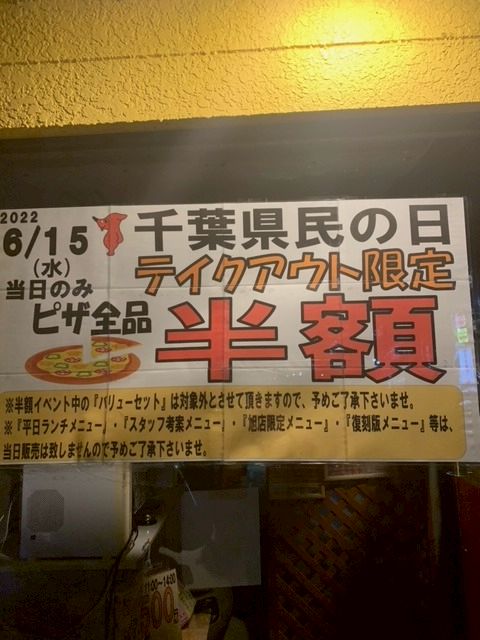 2022
6/15
(水)
千葉県民の日
テイクアウト限定
当日のみ
ピザ全品
半額
※半額イベント中の『バリューセット』は対象外とさせて頂きますので、予めご了承下さいませ。
※『平日ランチメニュー』・『スタッフ考案メニュー』・『旭店限定メニュー』・『復刻版メニュー』等は、
当日販売は致しませんので予めご了承下さいませ。
11:00~14:00
500